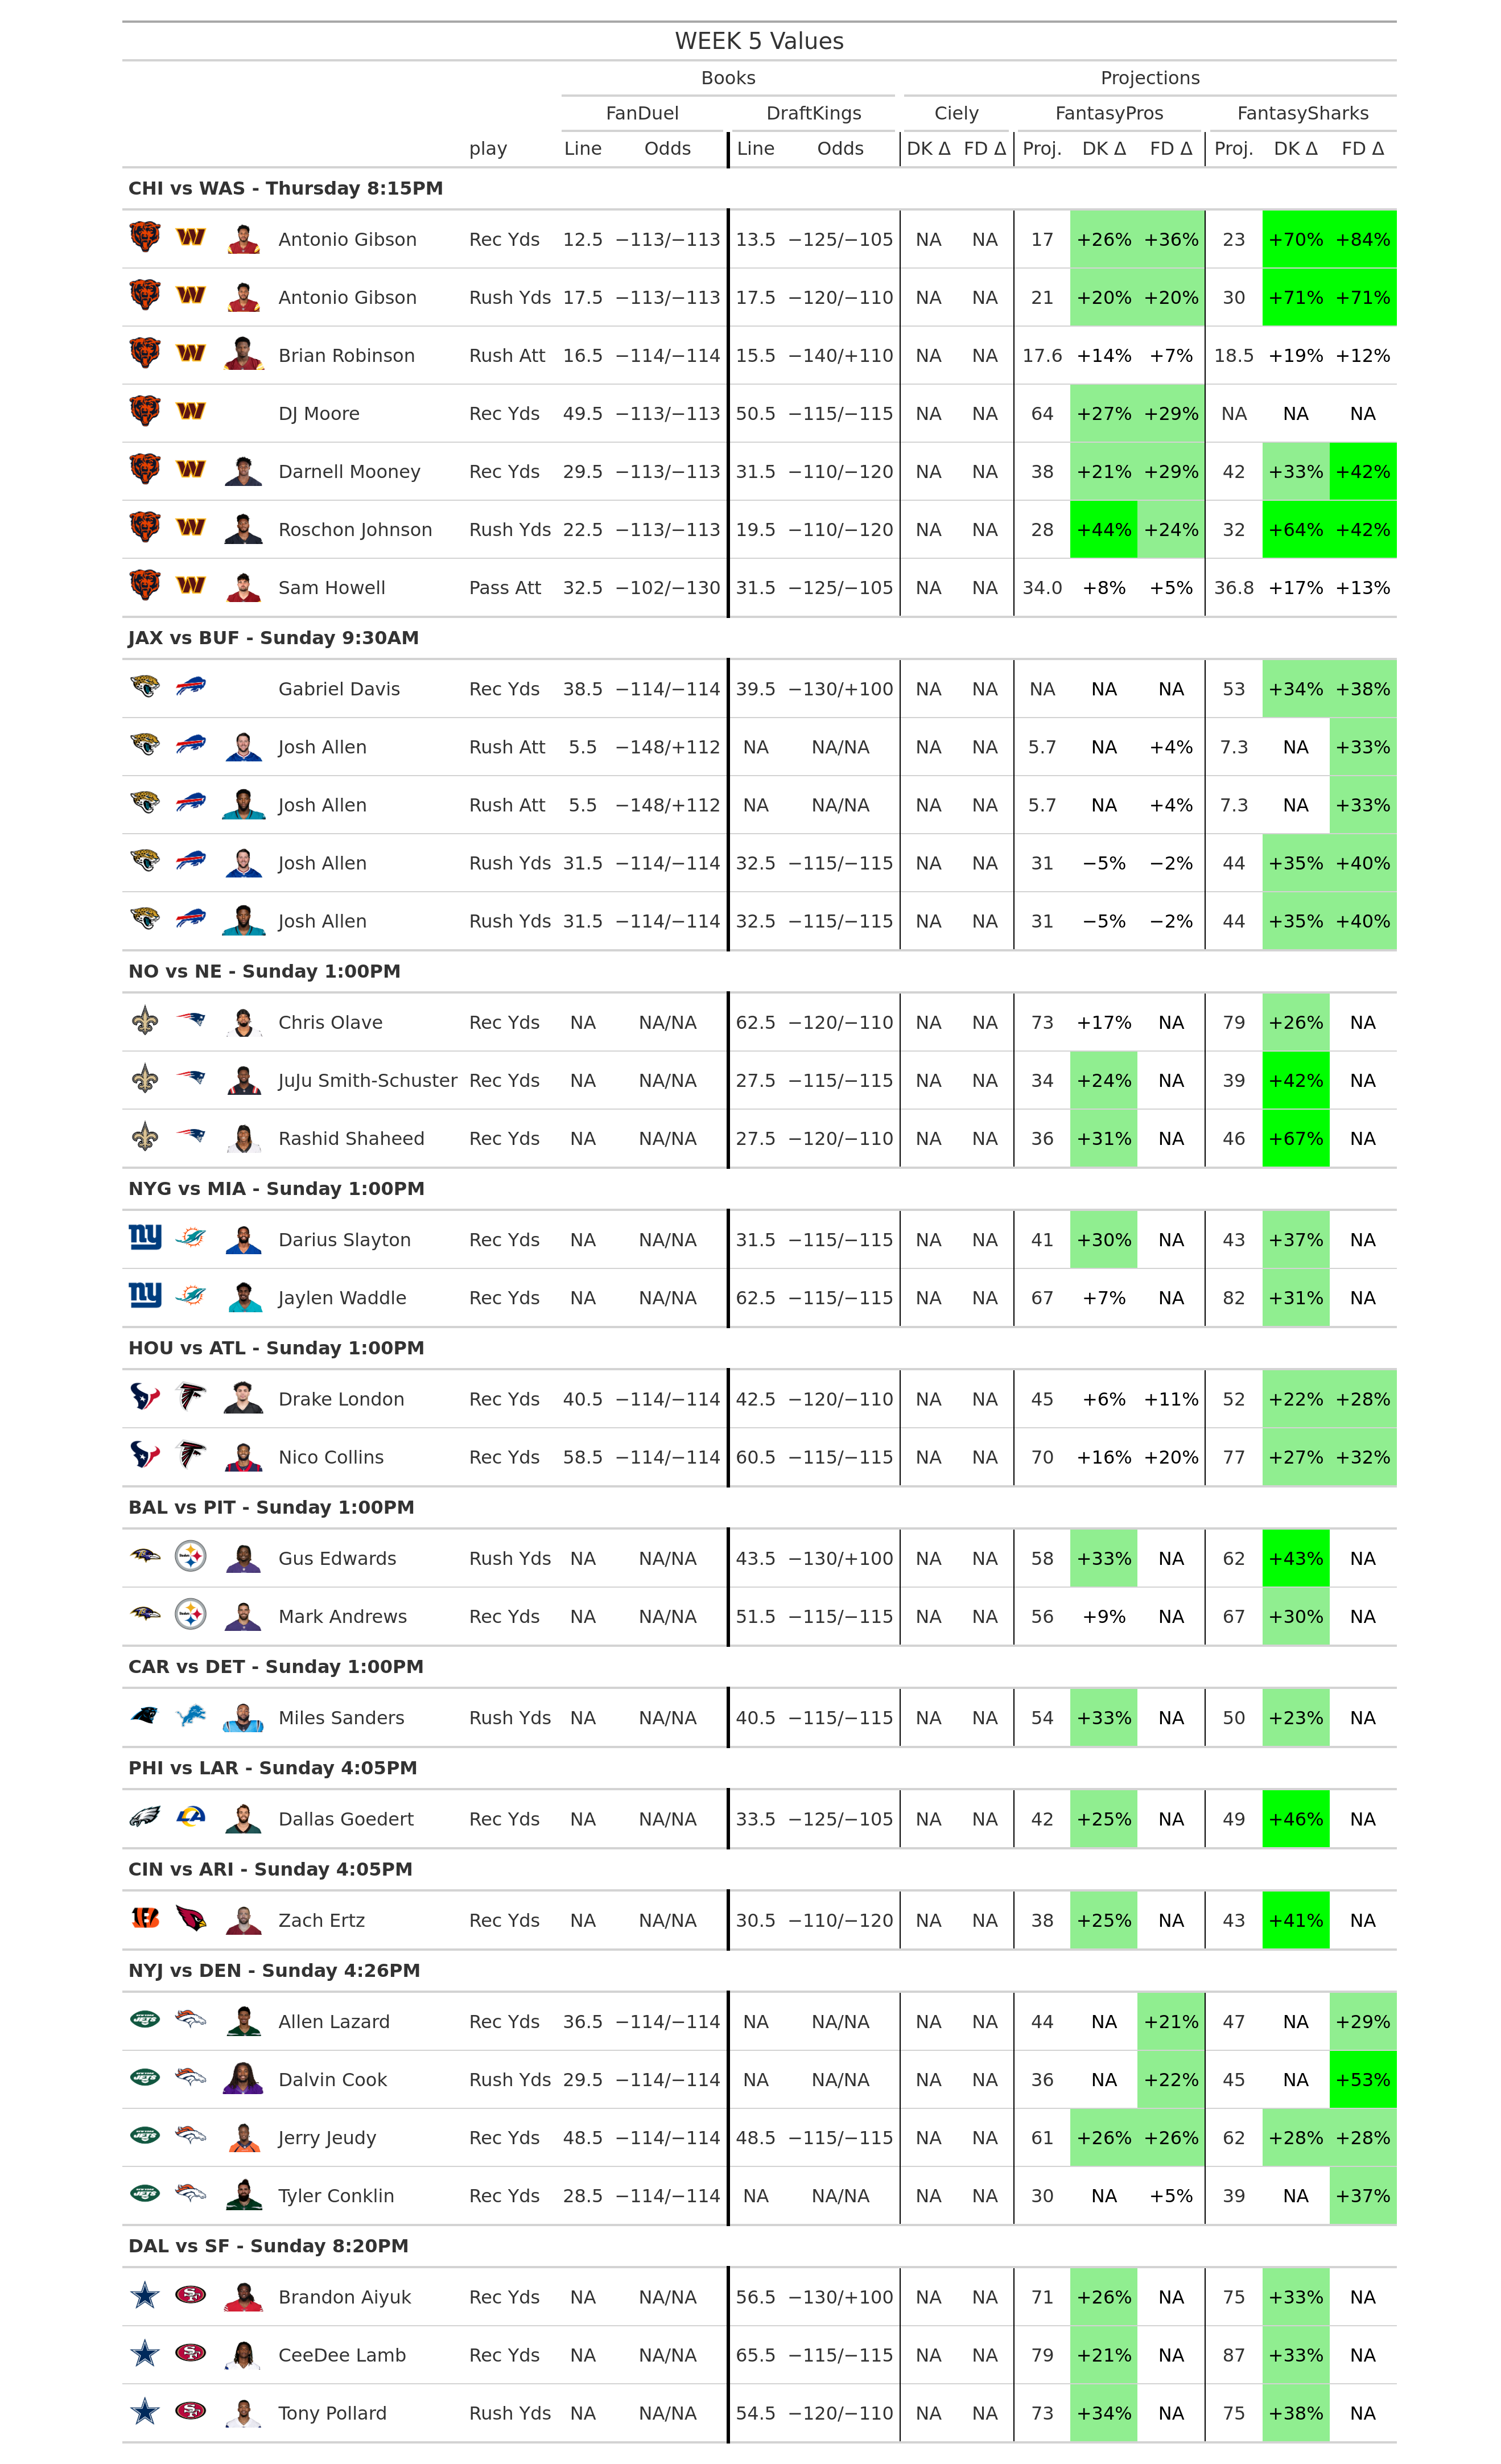 WEEK 5 Values
Books Projections
FanDuel DraftKings Ciely FantasyPros FantasySharks
play Line Odds Line Odds DK Δ FD Δ Proj. DK Δ FD Δ Proj. DK Δ FD Δ
CHI vs WAS - Thursday 8:15PM
Antonio Gibson Rec Yds 12.5 −113/−113 13.5 −125/−105 NA NA 17 +26% +36% 23 +70% +84%
Antonio Gibson Rush Yds 17.5 −113/−113 17.5 −120/−110 NA NA 21 +20% +20% 30 +71% +71%
Brian Robinson Rush Att 16.5 −114/−114 15.5 −140/+110 NA NA 17.6 +14% +7% 18.5 +19% +12%
DJ Moore Rec Yds 49.5 −113/−113 50.5 −115/−115 NA NA 64 +27% +29% NA NA NA
Darnell Mooney Rec Yds 29.5 −113/−113 31.5 −110/−120 NA NA 38 +21% +29% 42 +33% +42%
Roschon Johnson Rush Yds 22.5 −113/−113 19.5 −110/−120 NA NA 28 +44% +24% 32 +64% +42%
Sam Howell Pass Att 32.5 −102/−130 31.5 −125/−105 NA NA 34.0 +8% +5% 36.8 +17% +13%
JAX vs BUF - Sunday 9:30AM
Gabriel Davis Rec Yds 38.5 −114/−114 39.5 −130/+100 NA NA NA NA NA 53 +34% +38%
Josh Allen Rush Att 5.5 −148/+112 NA NA/NA NA NA 5.7 NA +4% 7.3 NA +33%
Josh Allen Rush Att 5.5 −148/+112 NA NA/NA NA NA 5.7 NA +4% 7.3 NA +33%
Josh Allen Rush Yds 31.5 −114/−114 32.5 −115/−115 NA NA 31 −5% −2% 44 +35% +40%
Josh Allen Rush Yds 31.5 −114/−114 32.5 −115/−115 NA NA 31 −5% −2% 44 +35% +40%
NO vs NE - Sunday 1:00PM
Chris Olave Rec Yds NA NA/NA 62.5 −120/−110 NA NA 73 +17% NA 79 +26% NA
JuJu Smith-Schuster Rec Yds NA NA/NA 27.5 −115/−115 NA NA 34 +24% NA 39 +42% NA
Rashid Shaheed Rec Yds NA NA/NA 27.5 −120/−110 NA NA 36 +31% NA 46 +67% NA
NYG vs MIA - Sunday 1:00PM
Darius Slayton Rec Yds NA NA/NA 31.5 −115/−115 NA NA 41 +30% NA 43 +37% NA
Jaylen Waddle Rec Yds NA NA/NA 62.5 −115/−115 NA NA 67 +7% NA 82 +31% NA
HOU vs ATL - Sunday 1:00PM
Drake London Rec Yds 40.5 −114/−114 42.5 −120/−110 NA NA 45 +6% +11% 52 +22% +28%
Nico Collins Rec Yds 58.5 −114/−114 60.5 −115/−115 NA NA 70 +16% +20% 77 +27% +32%
BAL vs PIT - Sunday 1:00PM
Gus Edwards Rush Yds NA NA/NA 43.5 −130/+100 NA NA 58 +33% NA 62 +43% NA
Mark Andrews Rec Yds NA NA/NA 51.5 −115/−115 NA NA 56 +9% NA 67 +30% NA
CAR vs DET - Sunday 1:00PM
Miles Sanders Rush Yds NA NA/NA 40.5 −115/−115 NA NA 54 +33% NA 50 +23% NA
PHI vs LAR - Sunday 4:05PM
Dallas Goedert Rec Yds NA NA/NA 33.5 −125/−105 NA NA 42 +25% NA 49 +46% NA
CIN vs ARI - Sunday 4:05PM
Zach Ertz Rec Yds NA NA/NA 30.5 −110/−120 NA NA 38 +25% NA 43 +41% NA
NYJ vs DEN - Sunday 4:26PM
Allen Lazard Rec Yds 36.5 −114/−114 NA NA/NA NA NA 44 NA +21% 47 NA +29%
Dalvin Cook Rush Yds 29.5 −114/−114 NA NA/NA NA NA 36 NA +22% 45 NA +53%
Jerry Jeudy Rec Yds 48.5 −114/−114 48.5 −115/−115 NA NA 61 +26% +26% 62 +28% +28%
Tyler Conklin Rec Yds 28.5 −114/−114 NA NA/NA NA NA 30 NA +5% 39 NA +37%
DAL vs SF - Sunday 8:20PM
Brandon Aiyuk Rec Yds NA NA/NA 56.5 −130/+100 NA NA 71 +26% NA 75 +33% NA
CeeDee Lamb Rec Yds NA NA/NA 65.5 −115/−115 NA NA 79 +21% NA 87 +33% NA
Tony Pollard Rush Yds NA NA/NA 54.5 −120/−110 NA NA 73 +34% NA 75 +38% NA